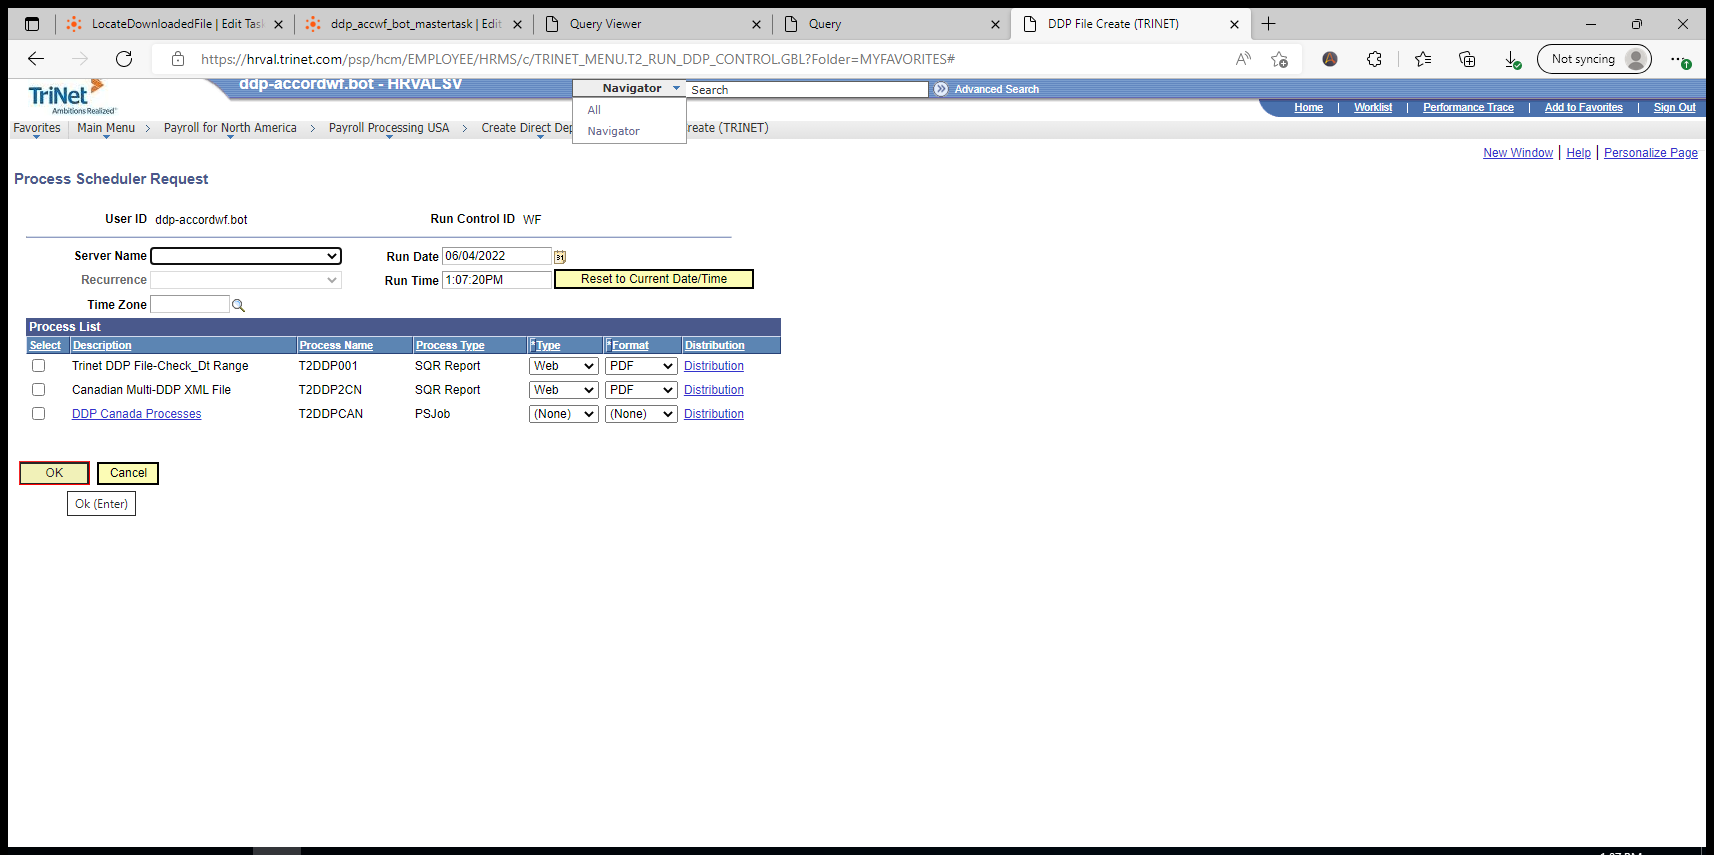 LocateDownloadedFile | Edit Tas
ddp_accwf_bot_mastertask | Edit
Query Viewer
Query
DDP File Create (TRINET)
https://hrval.trinet.com/psp/hcm/EMPLOYEE/HRMS/c/TRINET_MENU.T2_RUN_DDP_CONTROL.GBL?Folder=MYFAVORITES#
Not syncing
TriNet
Ambitions Realized
ddp-accordwf.bot - HRVALSV
Navigator
Search
Advanced Search
All
Navigator
Home | Worklist | Performance Trace | Add to Favorites | Sign Out
Favorites Main Menu > Payroll for North America > Payroll Processing USA > Create Direct Dep reate (TRINET)
New Window | Help | Personalize Page
Process Scheduler Request
User ID ddp-accordwf.bot Run Control ID WF
Server Name Run Date 06/04/2022
Recurrence Run Time 1:07:20PM Reset to Current Date/Time
Time Zone
Process List
Select Description Process Name Process Type *Type *Format Distribution
Trinet DDP File-Check_Dt Range T2DDP001 SQR Report Web PDF Distribution
Canadian Multi-DDP XML File T2DDP2CN SQR Report Web PDF Distribution
DDP Canada Processes T2DDPCAN PSJob (None) (None) Distribution
OK Cancel
Ok (Enter)